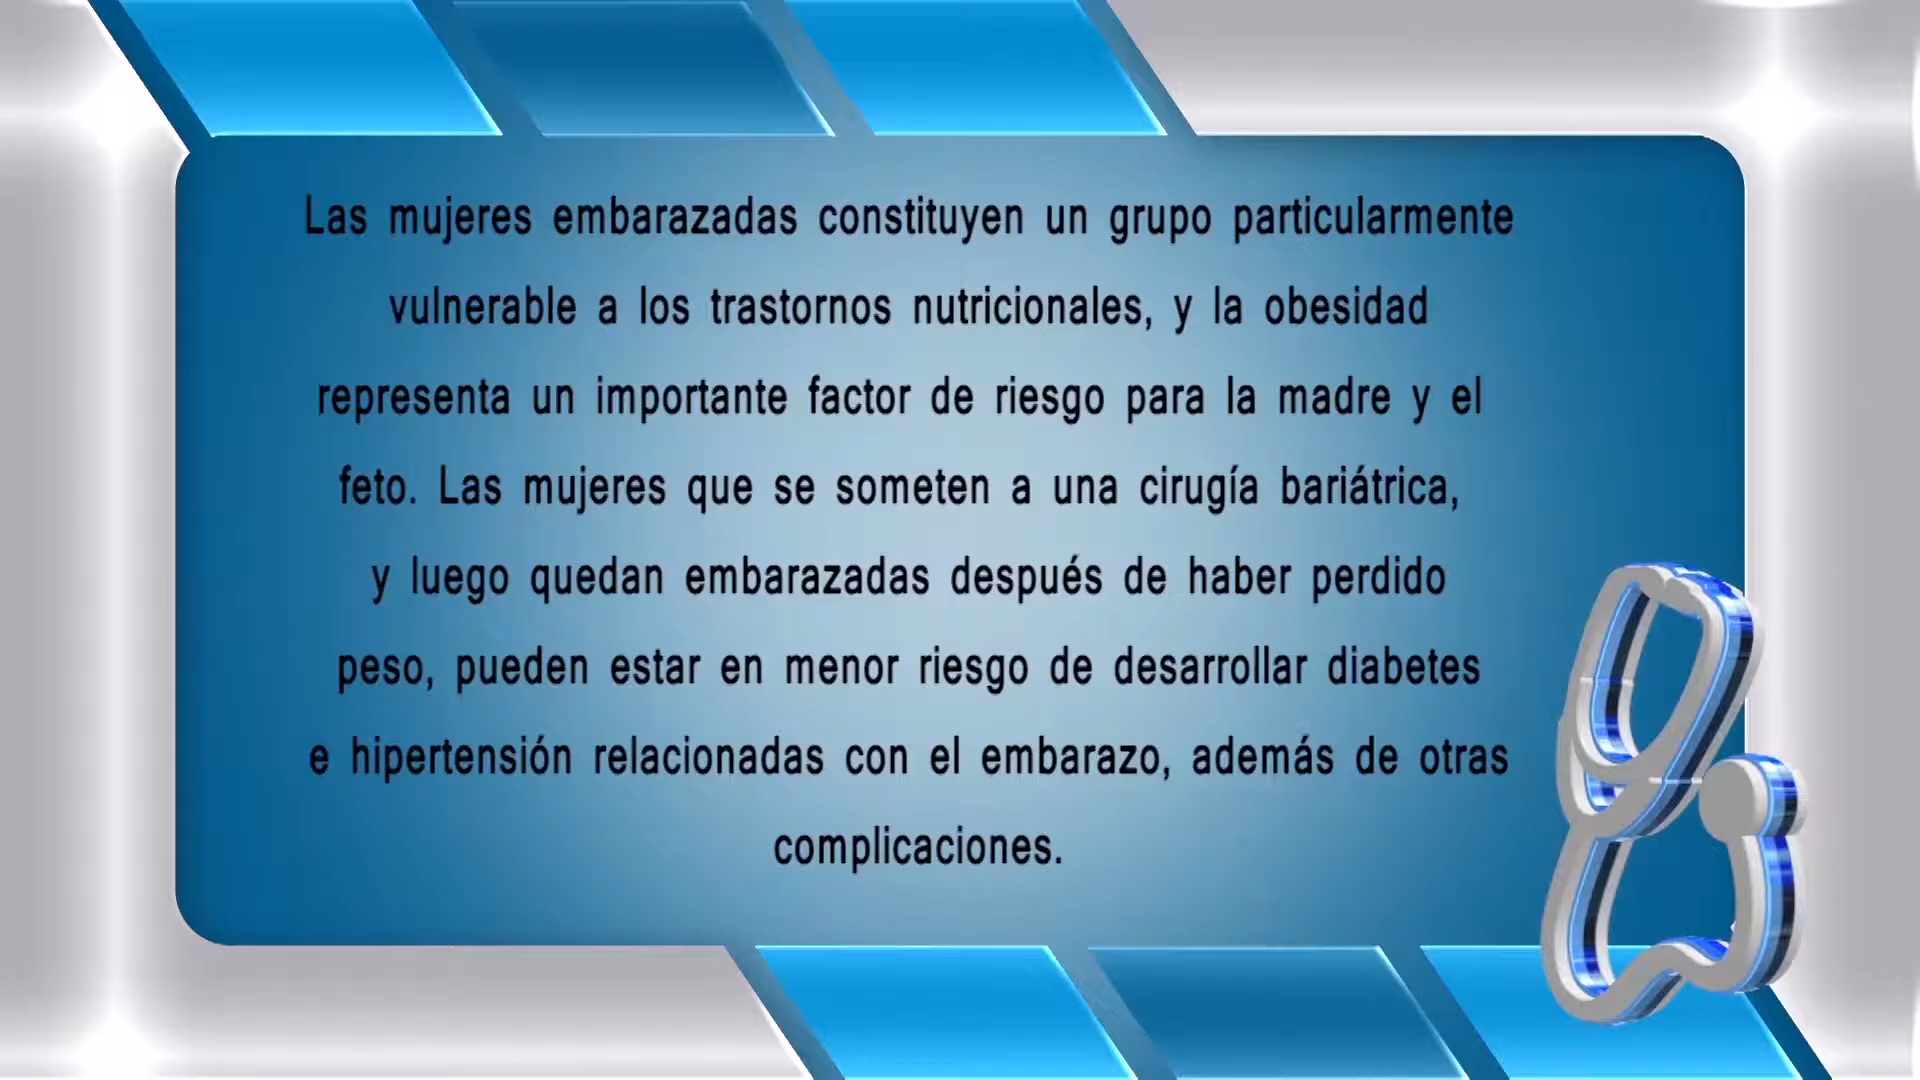 Las mujeres embarazadas constituyen un grupo particularmente
vulnerable a los trastornos nutricionales, y la obesidad
representa un importante factor de riesgo para la madre y el
feto. Las mujeres que se someten a una cirugía bariátrica,
y luego quedan embarazadas después de haber perdido
peso, pueden estar en menor riesgo de desarrollar diabetes
e hipertensión relacionadas con el embarazo, además de otras
complicaciones.